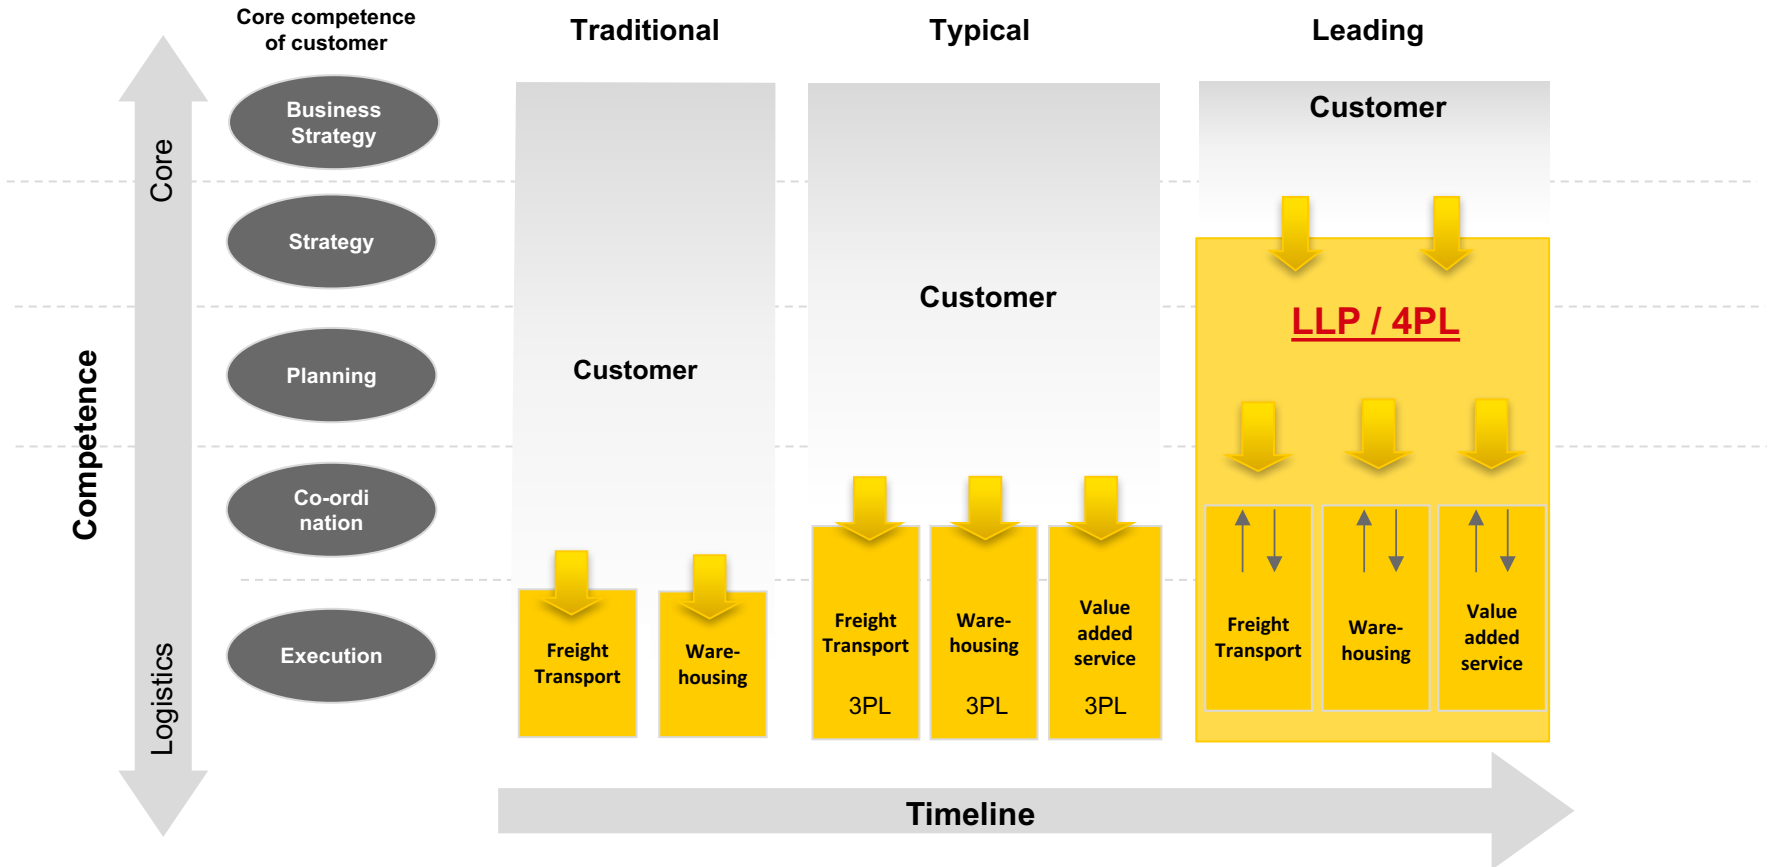 Core competence
of customer
Traditional
Typical
Leading
Competence
Core
Logistics
Business
Strategy
Strategy
Planning
Co-ordi
nation
Execution
Customer
Freight
Transport
Ware-
housing
Customer
Freight
Transport
3PL
Ware-
housing
3PL
Value
added
service
3PL
Customer
LLP / 4PL
Freight
Transport
Ware-
housing
Value
added
service
Timeline